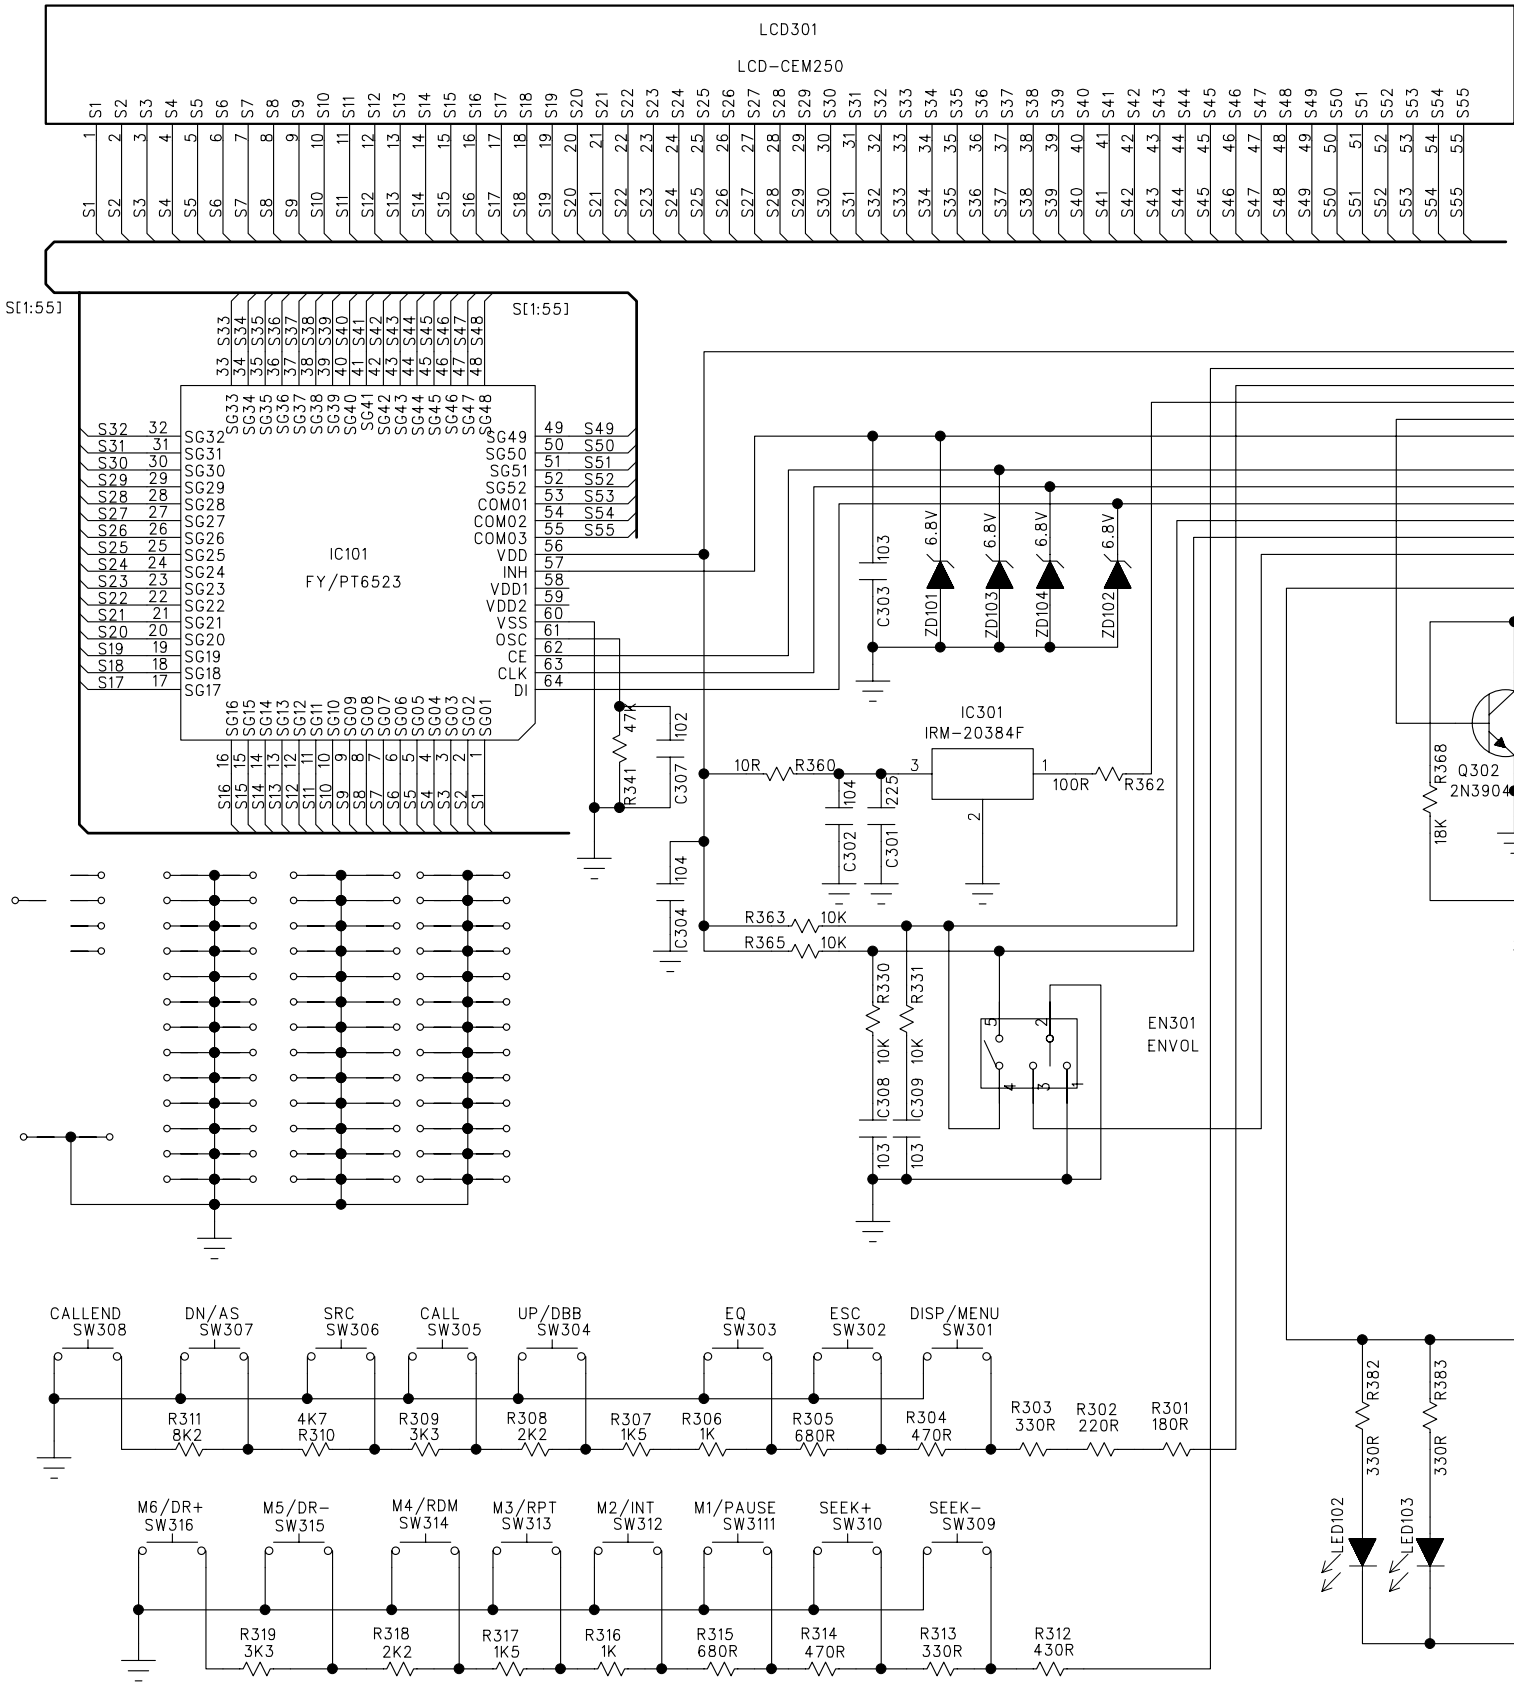 LCD301
LCD-CEM250
S1 S2 S3 S4 S5 S6 S7 S8 S9 S10 S11 S12 S13 S14 S15 S16 S17 S18 S19 S20 S21 S22 S23 S24 S25 S26 S27 S28 S29 S30 S31 S32 S33 S34 S35 S36 S37 S38 S39 S40 S41 S42 S43 S44 S45 S46 S47 S48 S49 S50 S51 S52 S53 S54 S55
1 2 3 4 5 6 7 8 9 10 11 12 13 14 15 16 17 18 19 20 21 22 23 24 25 26 27 28 29 30 31 32 33 34 35 36 37 38 39 40 41 42 43 44 45 46 47 48 49 50 51 52 53 54 55
S1 S2 S3 S4 S5 S6 S7 S8 S9 S10 S11 S12 S13 S14 S15 S16 S17 S18 S19 S20 S21 S22 S23 S24 S25 S26 S27 S28 S29 S30 S31 S32 S33 S34 S35 S36 S37 S38 S39 S40 S41 S42 S43 S44 S45 S46 S47 S48 S49 S50 S51 S52 S53 S54 S55
S[1:55] S[1:55]
S33 S34 S35 S36 S37 S38 S39 S40 S41 S42 S43 S44 S45 S46 S47 S48
33 34 35 36 37 38 39 40 41 42 43 44 45 46 47 48
SG33 SG34 SG35 SG36 SG37 SG38 SG39 SG40 SG41 SG42 SG43 SG44 SG45 SG46 SG47 SG48
S32 32 SG32 SG49 49 S49
S31 31 SG31 SG50 50 S50
S30 30 SG30 SG51 51 S51
S29 29 SG29 SG52 52 S52
S28 28 SG28 COM01 53 S53
S27 27 SG27 COM02 54 S54
S26 26 SG26 COM03 55 S55
S25 25 SG25 IC101 VDD 56
S24 24 SG24 INH 57
S23 23 SG23 FY/PT6523 VDD1 58
S22 22 SG22 VDD2 59
S21 21 SG21 VSS 60
S20 20 SG20 OSC 61
S19 19 SG19 CE 62
S18 18 SG18 CLK 63
S17 17 SG17 DI 64
SG16 SG15 SG14 SG13 SG12 SG11 SG10 SG09 SG08 SG07 SG06 SG05 SG04 SG03 SG02 SG01
16 15 14 13 12 11 10 9 8 7 6 5 4 3 2 1
S16 S15 S14 S13 S12 S11 S10 S9 S8 S7 S6 S5 S4 S3 S2 S1
103 C303
6.8V ZD101
6.8V ZD103
6.8V ZD104
6.8V ZD102
47K R341
102 C307
IC301
IRM-20384F
10R R360 3 1 100R R362
2
104 C302
225 C301
104 C304
R368 18K
Q302
2N3904
R363 10K
R365 10K
R330 10K C308 103
R331 10K C309 103
5 2
4 3 1
EN301
ENVOL
CALLEND DN/AS SRC CALL UP/DBB EQ ESC DISP/MENU
SW308 SW307 SW306 SW305 SW304 SW303 SW302 SW301
R311 4K7 R309 R308 R307 R306 R305 R304 R303 R302 R301
8K2 R310 3K3 2K2 1K5 1K 680R 470R 330R 220R 180R
M6/DR+ M5/DR- M4/RDM M3/RPT M2/INT M1/PAUSE SEEK+ SEEK-
SW316 SW315 SW314 SW313 SW312 SW3111 SW310 SW309
R319 R318 R317 R316 R315 R314 R313 R312
3K3 2K2 1K5 1K 680R 470R 330R 430R
R382 330R LED102
R383 330R LED103